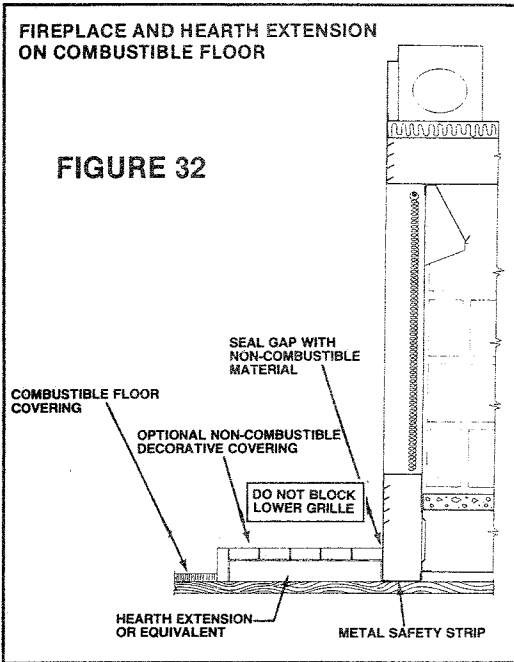 FIREPLACE AND HEARTH EXTENSION
ON COMBUSTIBLE FLOOR
FIGURE 32
SEAL GAP WITH
NON-COMBUSTIBLE
MATERIAL
COMBUSTIBLE FLOOR
COVERING
OPTIONAL NON-COMBUSTIBLE
DECORATIVE COVERING
DO NOT BLOCK
LOWER GRILLE
HEARTH EXTENSION
OR EQUIVALENT
METAL SAFETY STRIP